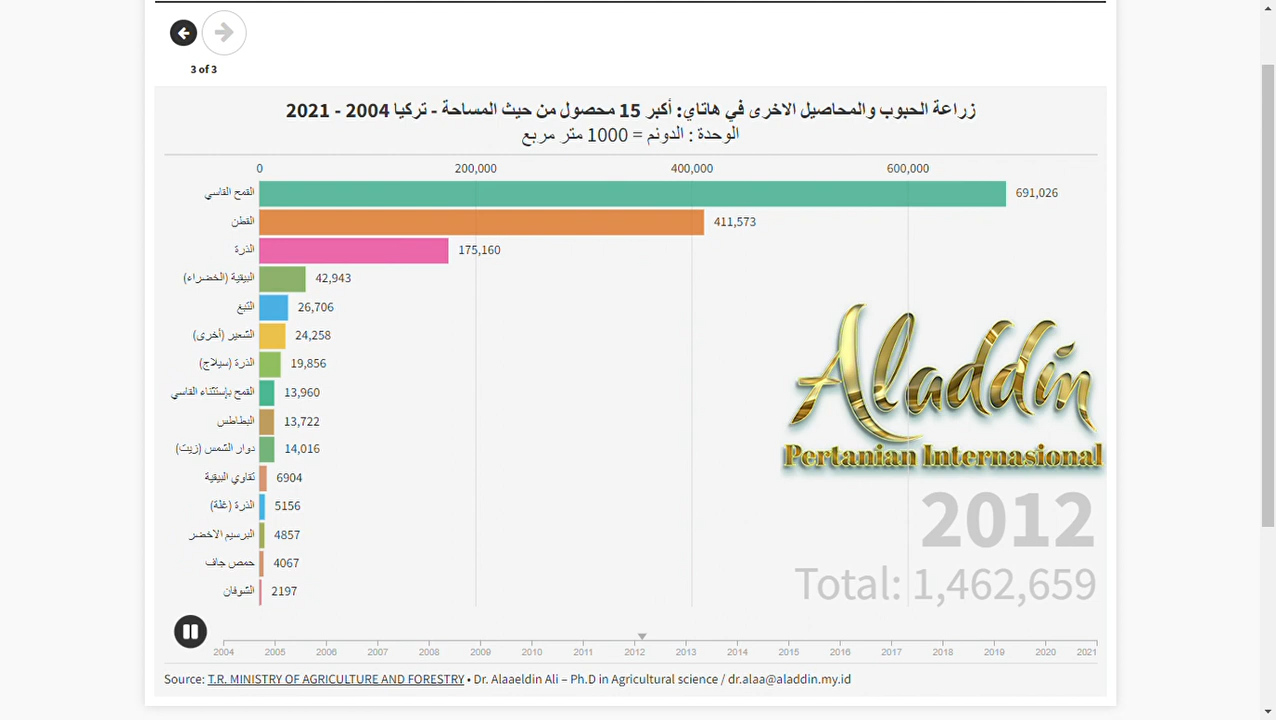 3 of 3
زراعة الحبوب والمحاصيل الاخرى في هاتاي: أكبر 15 محصول من حيث المساحة - تركيا 2004 - 2021
الوحدة : الدونم = 1000 متر مربع
0 200,000 400,000 600,000
القمح القاسي 691,026
القطن 411,573
الذرة 175,160
البيقية (الخضراء) 42,943
التبغ 26,706
الشعير (أخرى) 24,258
الذرة (سيلاج) 19,856
القمح بإستثناء القاسي 13,960
البطاطس 13,722
دوار الشمس (زيت) 14,016
تقاوي البيقية 6904
الذرة (غلة) 5156
البرسيم الاخضر 4857
حمص جاف 4067
الشوفان 2197
Aladdin
Pertanian Internasional
2012
Total: 1,462,659
2004 2005 2006 2007 2008 2009 2010 2011 2012 2013 2014 2015 2016 2017 2018 2019 2020 2021
Source: T.R. MINISTRY OF AGRICULTURE AND FORESTRY • Dr. Alaaeldin Ali – Ph.D in Agricultural science / dr.alaa@aladdin.my.id